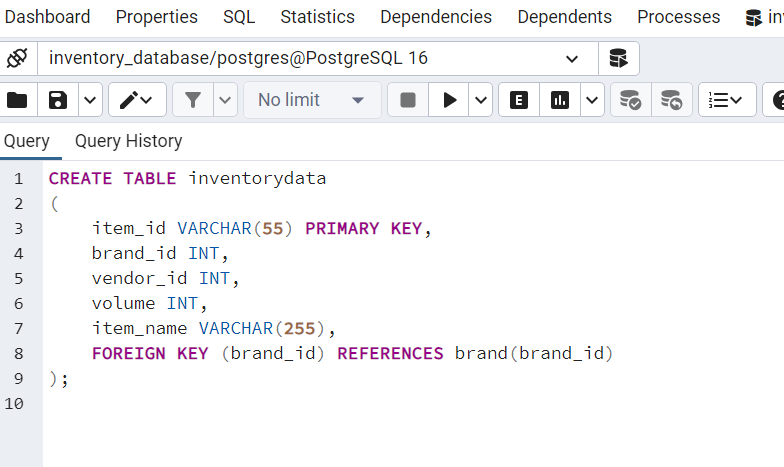 Dashboard Properties SQL Statistics Dependencies Dependents Processes
inventory_database/postgres@PostgreSQL 16
No limit
E
Query Query History
1 CREATE TABLE inventorydata
2 (
3 item_id VARCHAR(55) PRIMARY KEY,
4 brand_id INT,
5 vendor_id INT,
6 volume INT,
7 item_name VARCHAR(255),
8 FOREIGN KEY (brand_id) REFERENCES brand(brand_id)
9 );
10